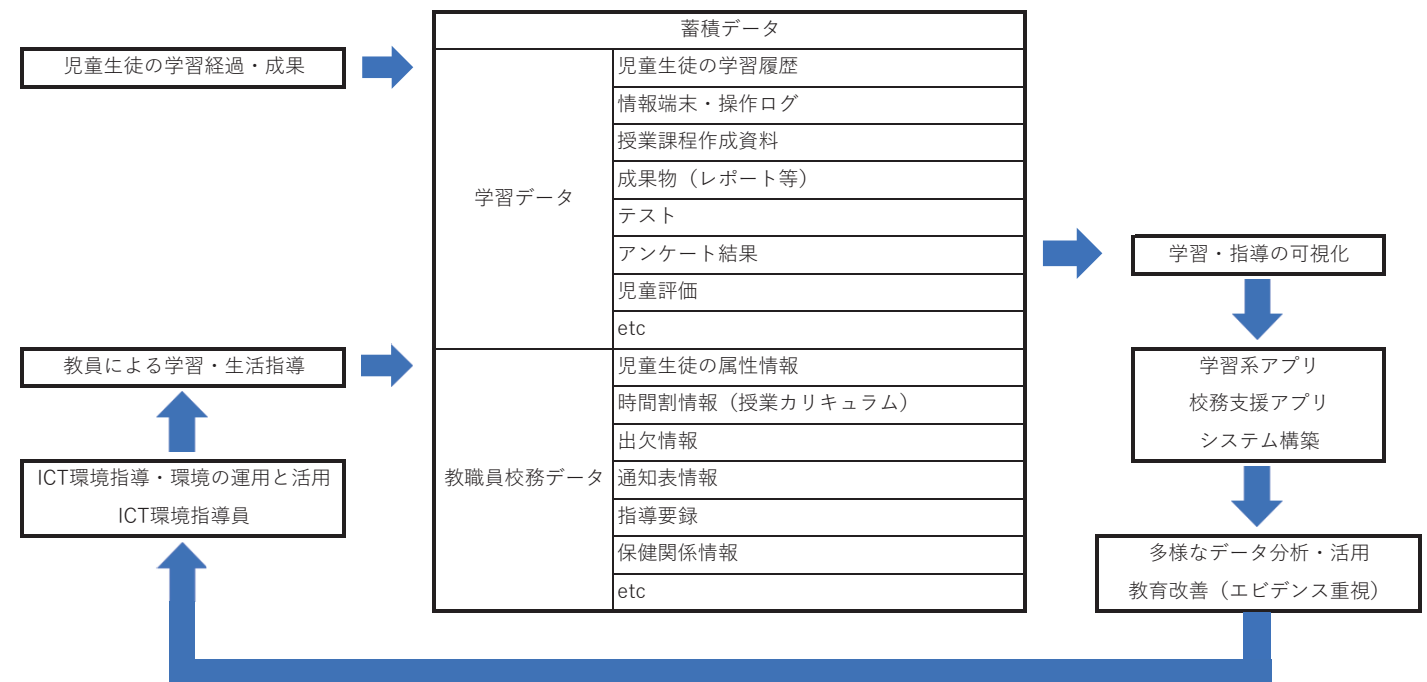 児童生徒の学習経過・成果
教員による学習・生活指導
ICT環境指導・環境の運用と活用
ICT環境指導員
蓄積データ
学習データ
児童生徒の学習履歴
情報端末・操作ログ
授業課程作成資料
成果物（レポート等）
テスト
アンケート結果
児童評価
etc
教職員校務データ
児童生徒の属性情報
時間割情報（授業カリキュラム）
出欠情報
通知表情報
指導要録
保健関係情報
etc
学習・指導の可視化
学習系アプリ
校務支援アプリ
システム構築
多様なデータ分析・活用
教育改善（エビデンス重視）